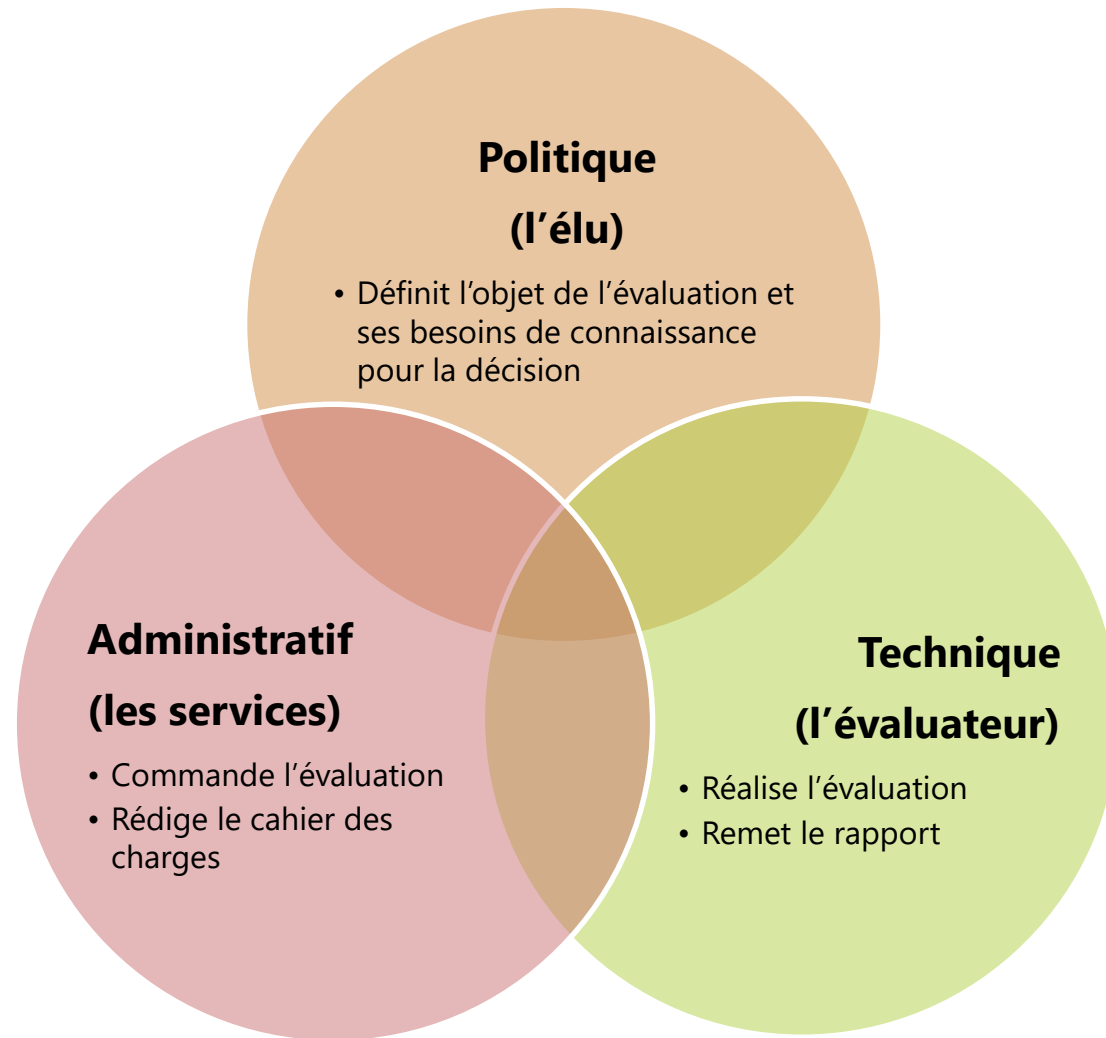 Politique
(l’élu)
• Définit l’objet de l’évaluation et
ses besoins de connaissance
pour la décision
Administratif
(les services)
• Commande l’évaluation
• Rédige le cahier des
charges
Technique
(l’évaluateur)
• Réalise l’évaluation
• Remet le rapport